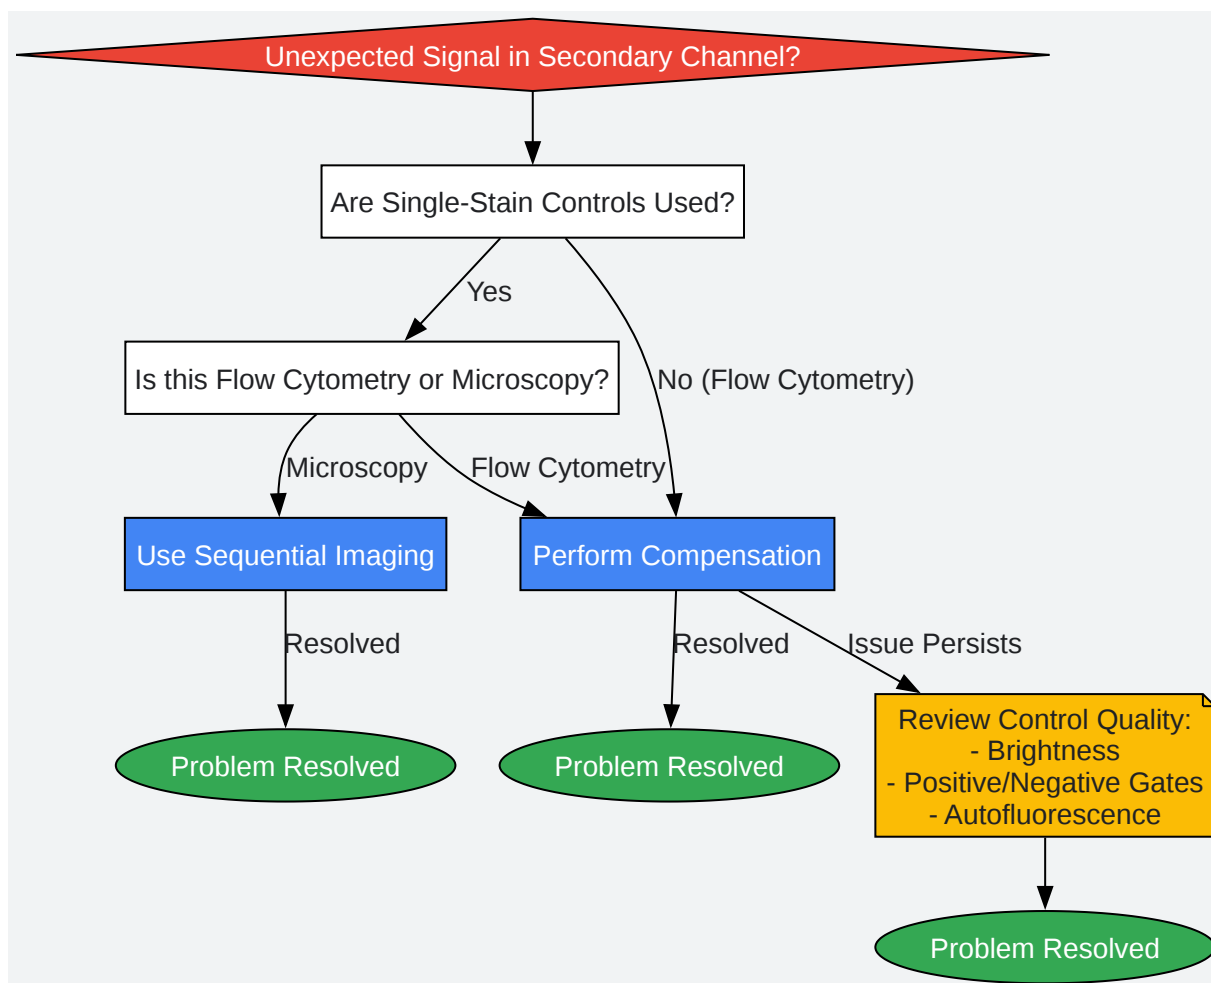 Unexpected Signal in Secondary Channel?
Are Single-Stain Controls Used?
Yes
Is this Flow Cytometry or Microscopy?
No (Flow Cytometry)
Microscopy
Flow Cytometry
Use Sequential Imaging
Perform Compensation
Resolved
Resolved
Issue Persists
Review Control Quality:
- Brightness
- Positive/Negative Gates
- Autofluorescence
Problem Resolved
Problem Resolved
Problem Resolved